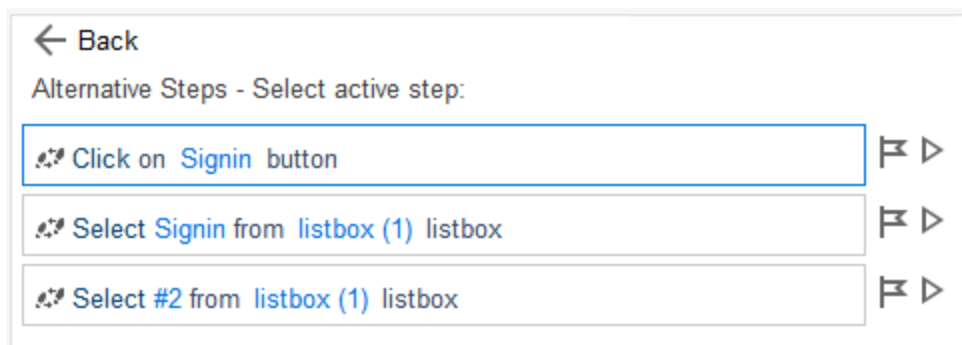 Back
Alternative Steps - Select active step:
Click on Signin button
Select Signin from listbox (1) listbox
Select #2 from listbox (1) listbox